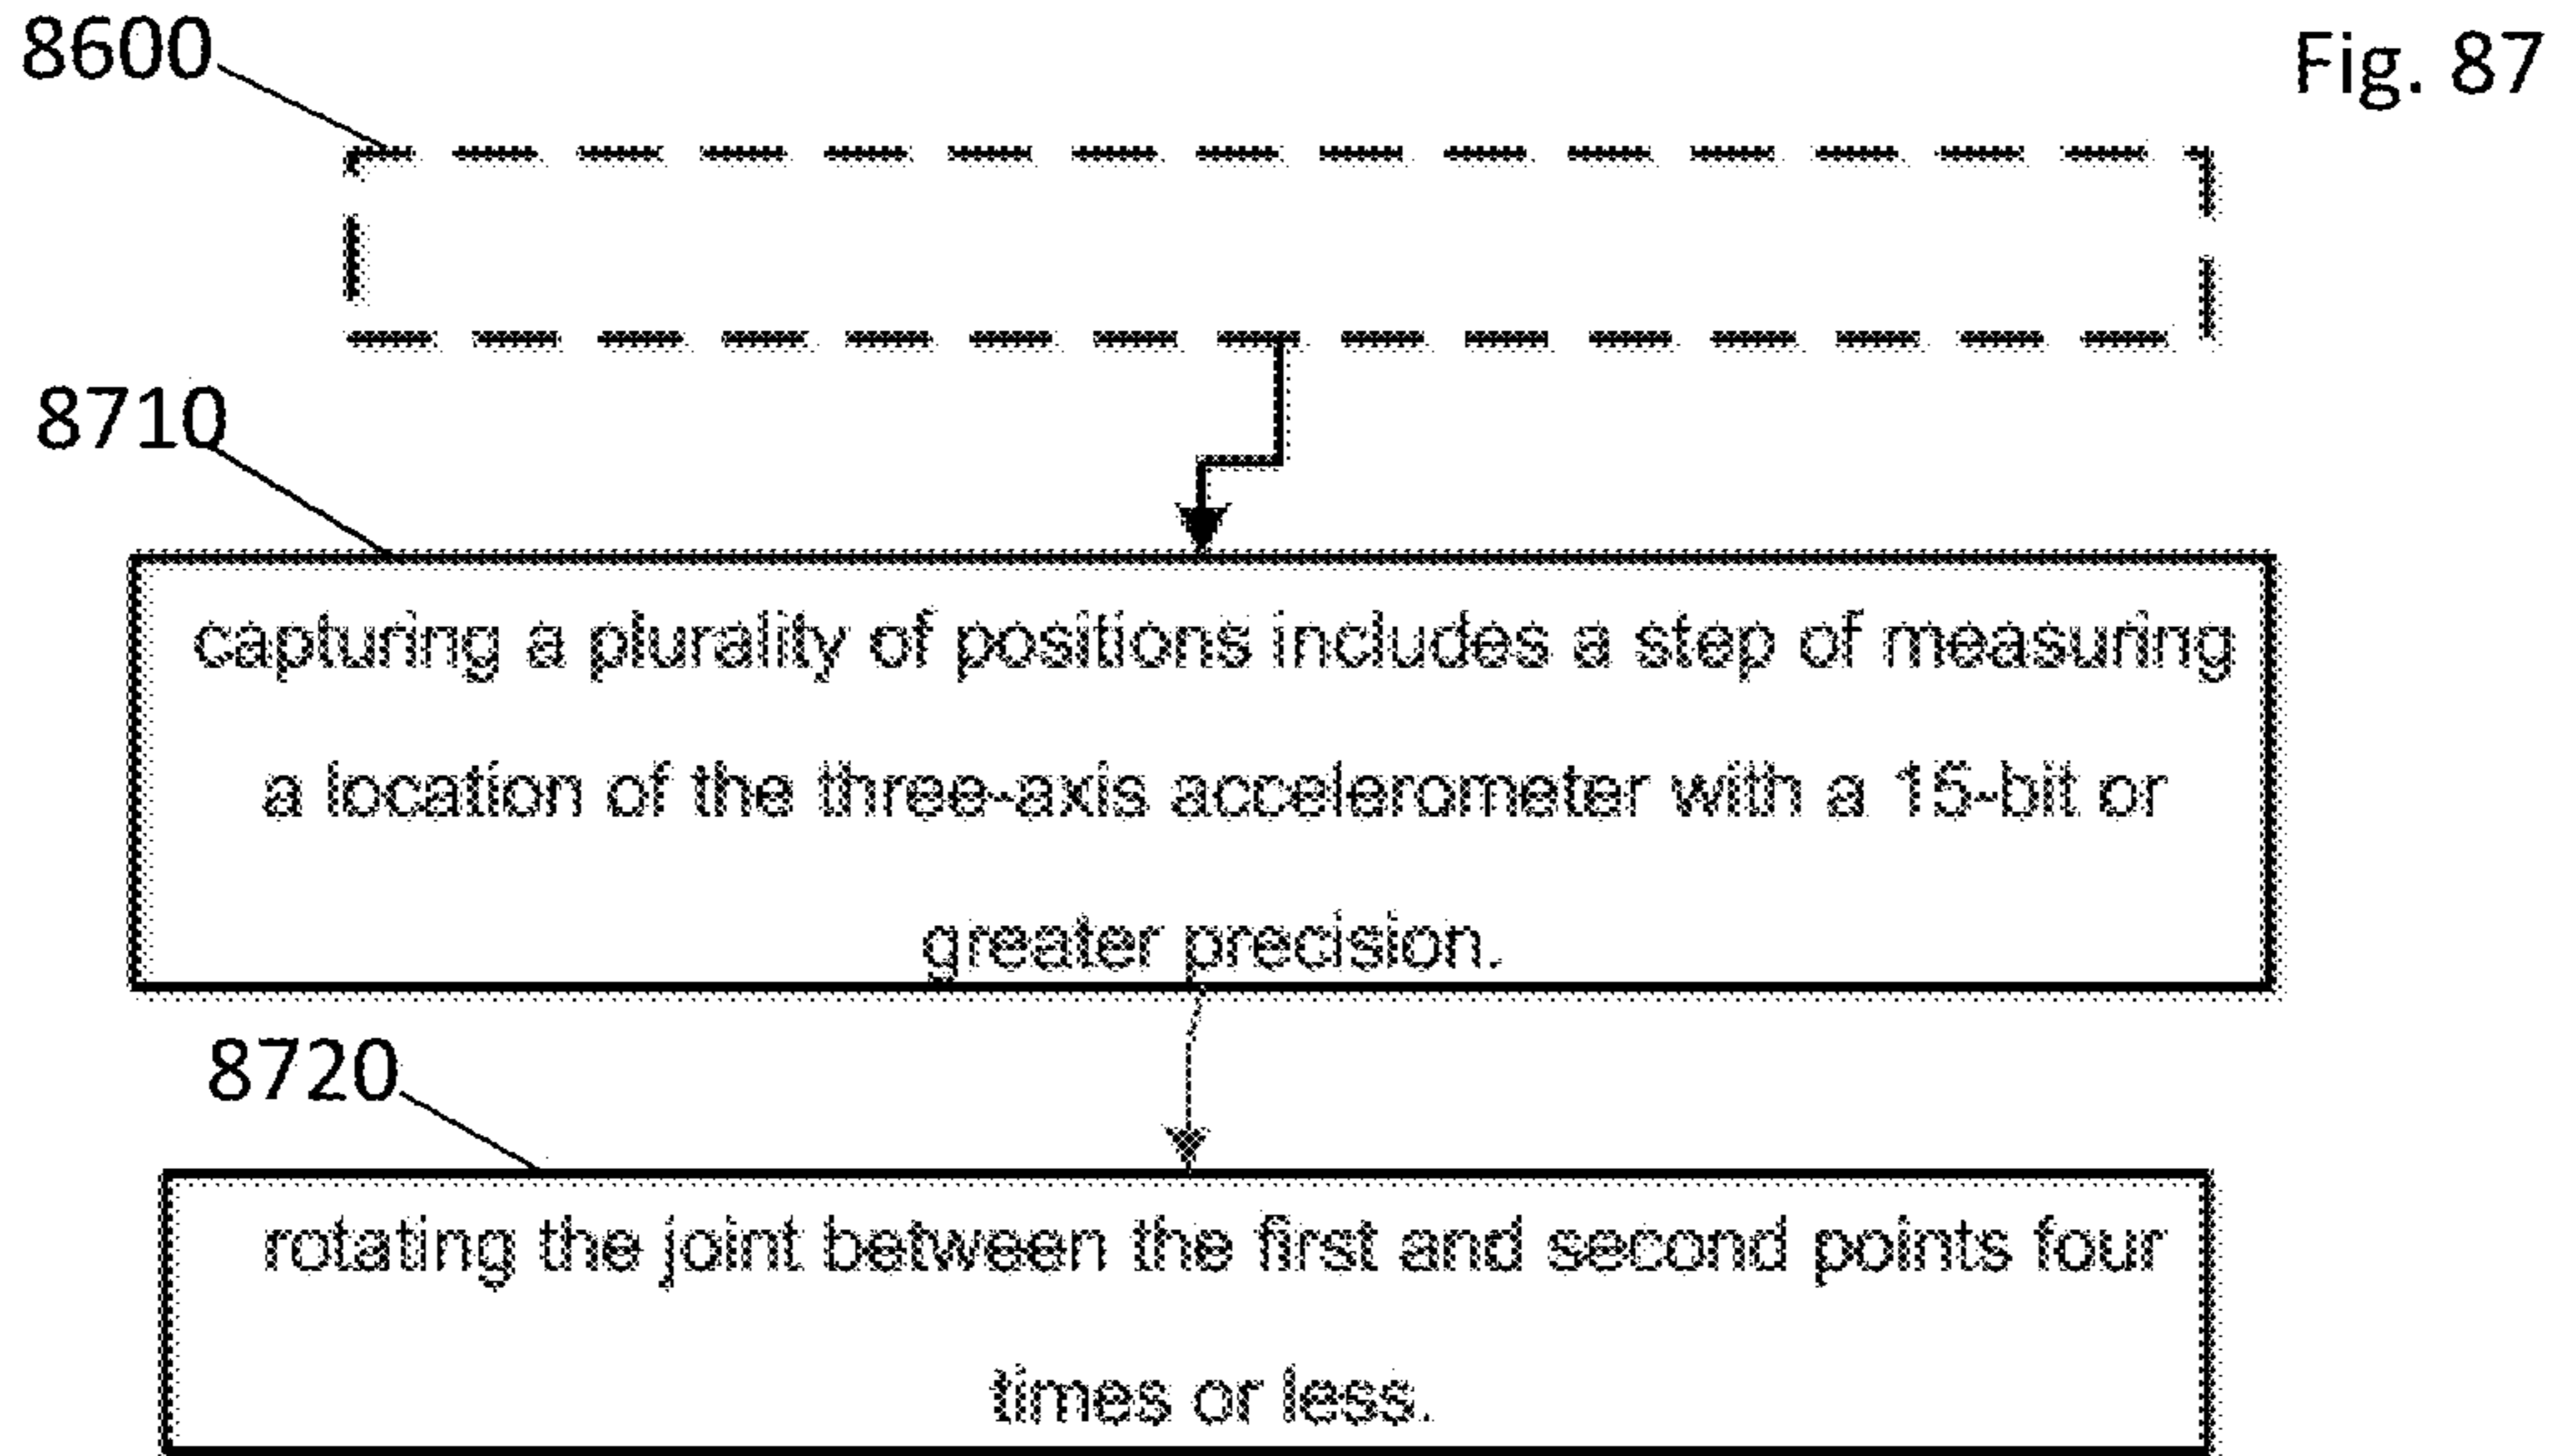 8600
Fig. 87
8710
capturing a plurality of positions includes a step of measuring
a location of the three-axis accelerometer with a 15-bit or
greater precision.
8720
rotating the joint between the first and second points four
times or less.